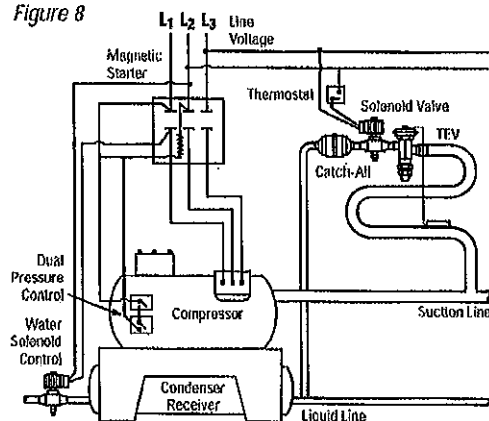 Figure 8
L1 L2 L3
Line
Voltage
Magnetic
Starter
Thermostat
Solenoid Valve
TEV
Catch-All
Dual
Pressure
Control
Compressor
Suction Line
Water
Solenoid
Control
Condenser
Receiver
Liquid Line